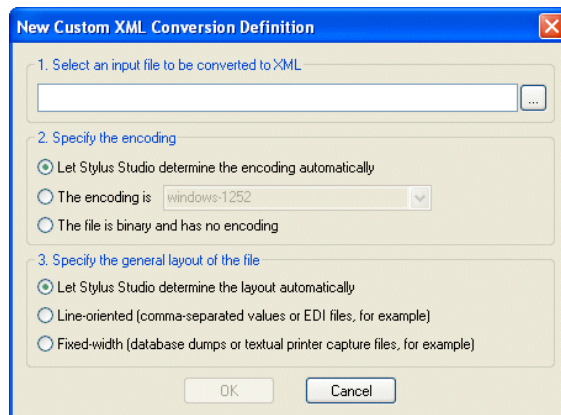 New Custom XML Conversion Definition
1. Select an input file to be converted to XML
...
2. Specify the encoding
Let Stylus Studio determine the encoding automatically
The encoding is windows-1252
The file is binary and has no encoding
3. Specify the general layout of the file
Let Stylus Studio determine the layout automatically
Line-oriented (comma-separated values or EDI files, for example)
Fixed-width (database dumps or textual printer capture files, for example)
OK Cancel